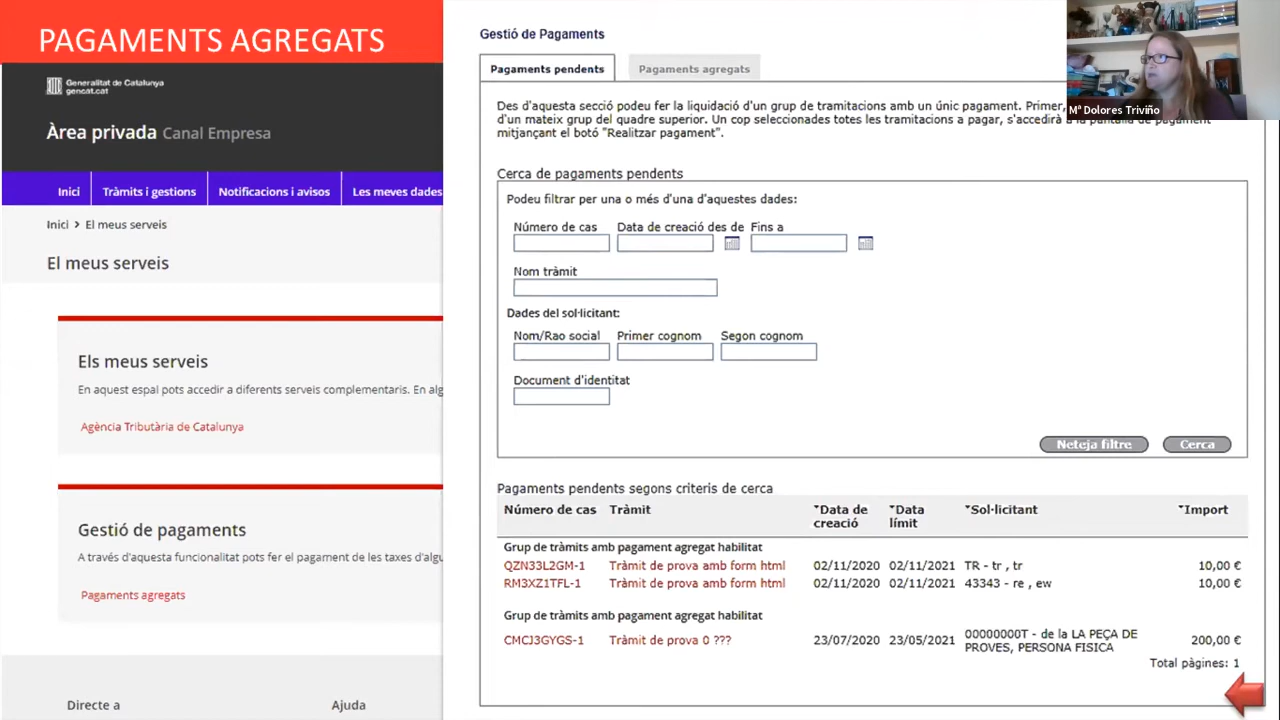 PAGAMENTS AGREGATS
Generalitat de Catalunya
gencat.cat
Àrea privada Canal Empresa
Inici
Tràmits i gestions
Notificacions i avisos
Les meves dades
Inici > El meus serveis
El meus serveis
Els meus serveis
En aquest espai pots accedir a diferents serveis complementaris. En alg
Agència Tributària de Catalunya
Gestió de pagaments
A través d'aquesta funcionalitat pots fer el pagament de les taxes d'algu
Pagaments agregats
Directe a
Ajuda
Gestió de Pagaments
Pagaments pendents
Pagaments agregats
Des d'aquesta secció podeu fer la liquidació d'un grup de tramitacions amb un únic pagament. Primer,
d'un mateix grup del quadre superior. Un cop seleccionades totes les tramitacions a pagar, s'accedirà a la pantalla de pagament
mitjançant el botó "Realitzar pagament".
Mª Dolores Triviño
Cerca de pagaments pendents
Podeu filtrar per una o més d'una d'aquestes dades:
Número de cas
Data de creació des de
Fins a
Nom tràmit
Dades del sol·licitant:
Nom/Rao social
Primer cognom
Segon cognom
Document d'identitat
Neteja filtre
Cerca
Pagaments pendents segons criteris de cerca
Número de cas
Tràmit
Data de creació
Data límit
Sol·licitant
Import
Grup de tràmits amb pagament agregat habilitat
QZN33L2GM-1 Tràmit de prova amb form html 02/11/2020 02/11/2021 TR - tr , tr 10,00 €
RM3XZ1TFL-1 Tràmit de prova amb form html 02/11/2020 02/11/2021 43343 - re , ew 10,00 €
Grup de tràmits amb pagament agregat habilitat
CMCJ3GYGS-1 Tràmit de prova 0 ??? 23/07/2020 23/05/2021 00000000T - de la LA PEÇA DE PROVES, PERSONA FISICA 200,00 €
Total pàgines: 1